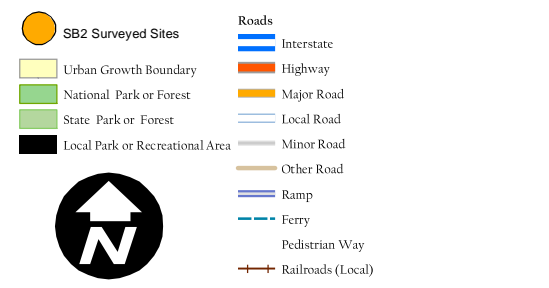 SB2 Surveyed Sites
Urban Growth Boundary
National Park or Forest
State Park or Forest
Local Park or Recreational Area
N
Roads
Interstate
Highway
Major Road
Local Road
Minor Road
Other Road
Ramp
Ferry
Pedistrian Way
Railroads (Local)